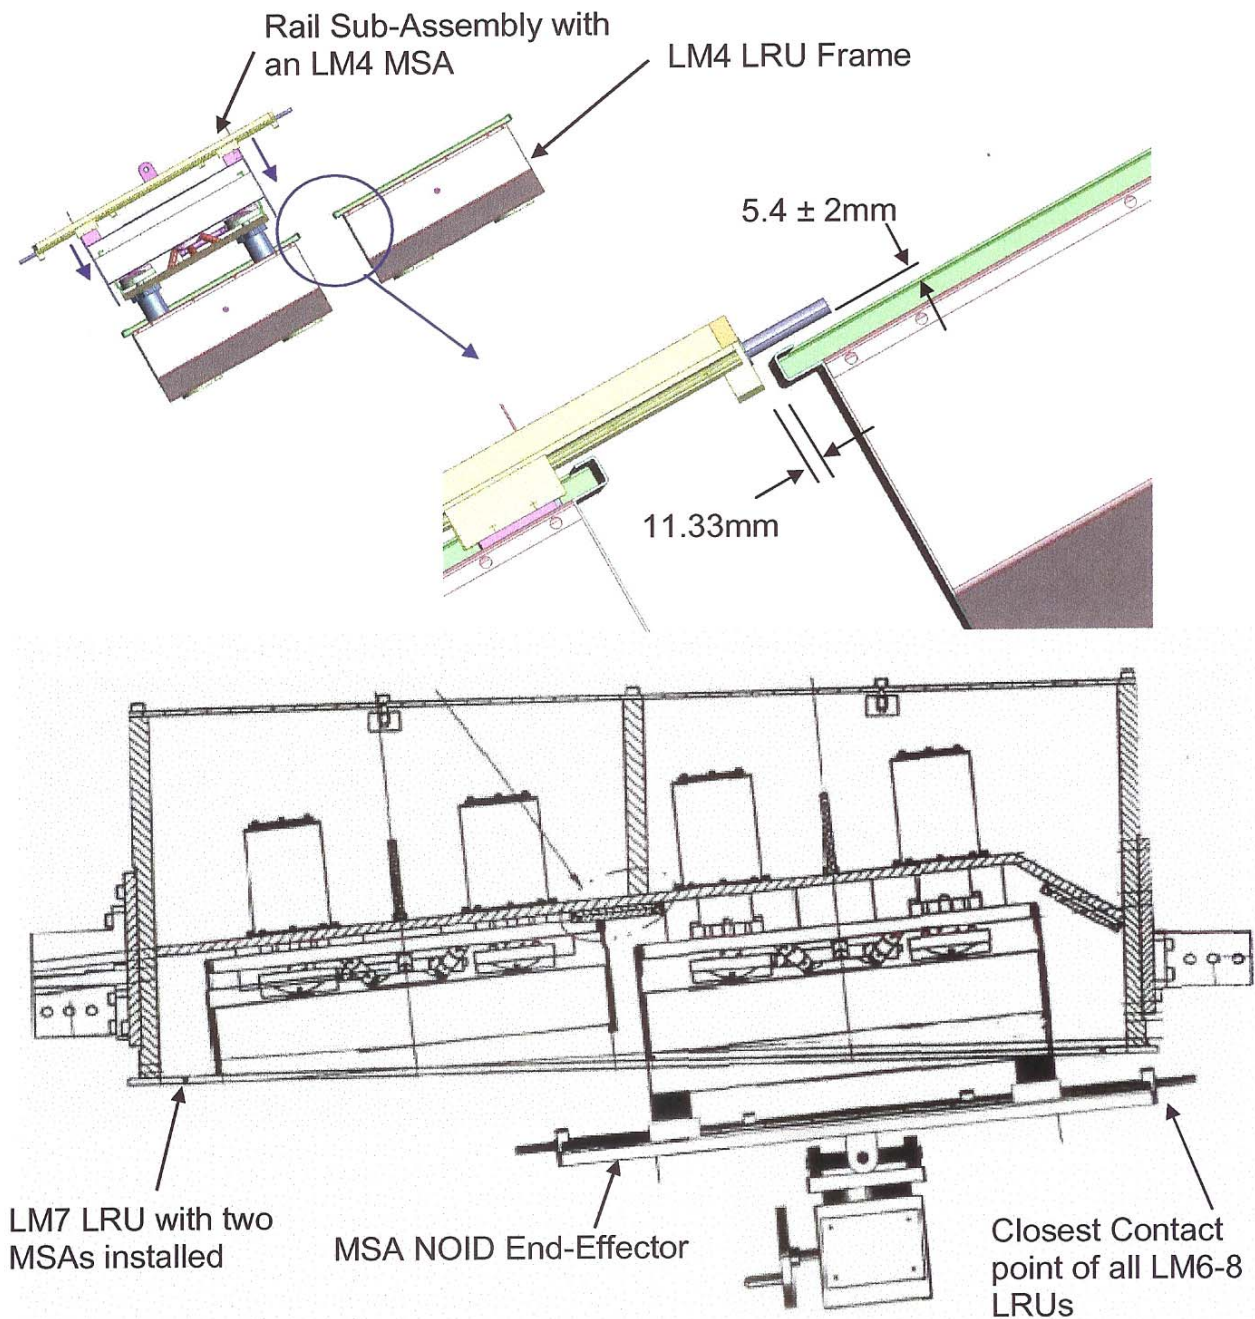 Rail Sub-Assembly with
an LM4 MSA
LM4 LRU Frame
5.4 ± 2mm
11.33mm
LM7 LRU with two
MSAs installed
MSA NOID End-Effector
Closest Contact
point of all LM6-8
LRUs